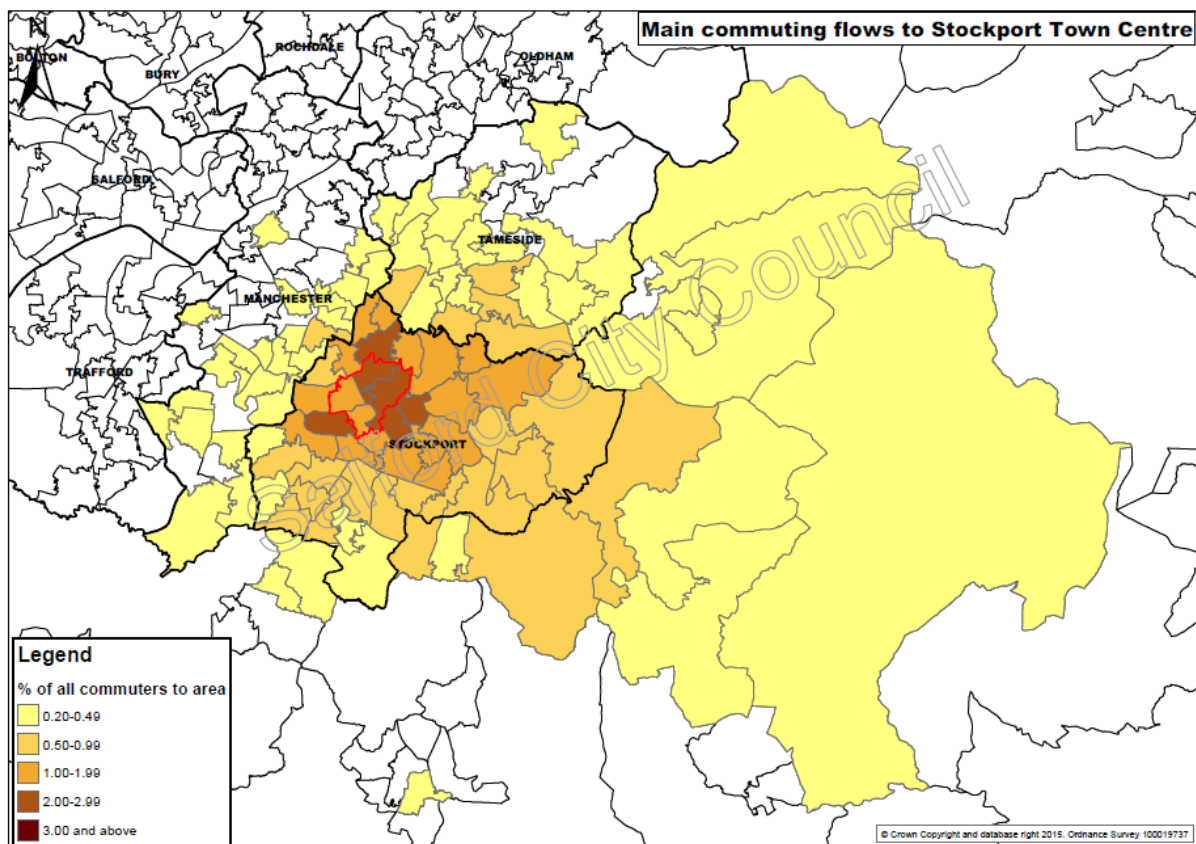 Main commuting flows to Stockport Town Centre
N
BOLTON
BURY
ROCHDALE
OLDHAM
SALFORD
TAMESIDE
MANCHESTER
TRAFFORD
STOCKPORT
Salford City Council
Legend
% of all commuters to area
0.20-0.49
0.50-0.99
1.00-1.99
2.00-2.99
3.00 and above
© Crown Copyright and database right 2015. Ordnance Survey 100019737